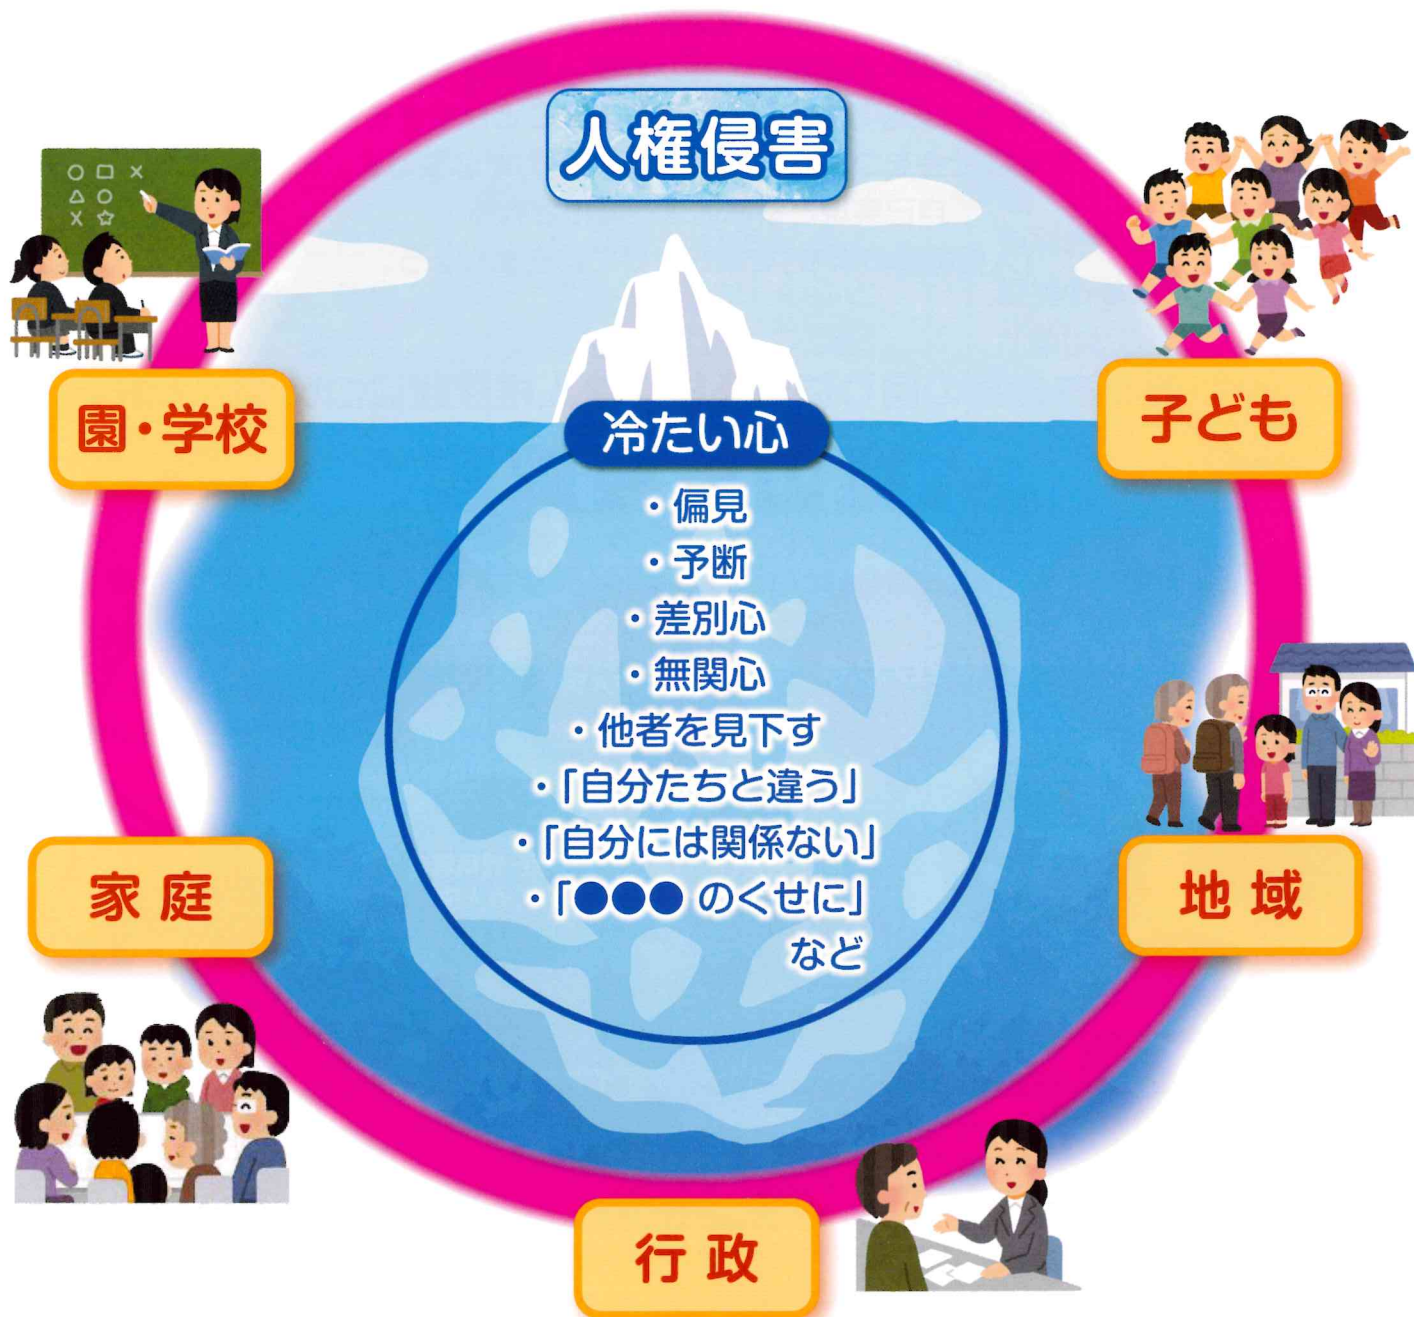 人権侵害
○ □ ×
△ ○
× ☆
園・学校
子ども
冷たい心
・偏見
・予断
・差別心
・無関心
・他者を見下す
・「自分たちと違う」
・「自分には関係ない」
・「●●● のくせに」
など
家 庭
地 域
行 政